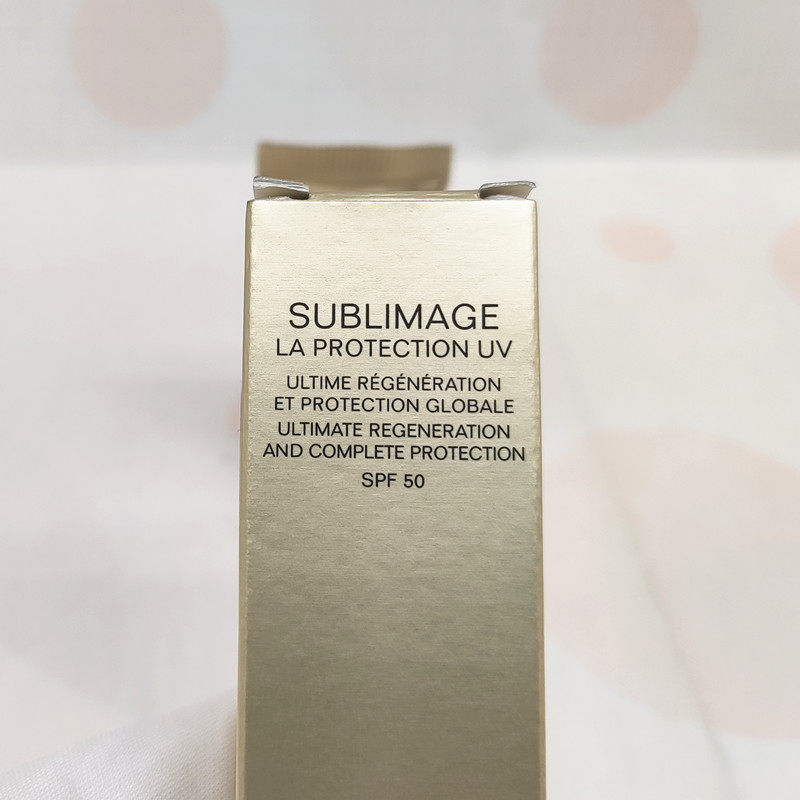 SUBLIMAGE
LA PROTECTION UV
ULTIME RÉGÉNÉRATION
ET PROTECTION GLOBALE
ULTIMATE REGENERATION
AND COMPLETE PROTECTION
SPF 50